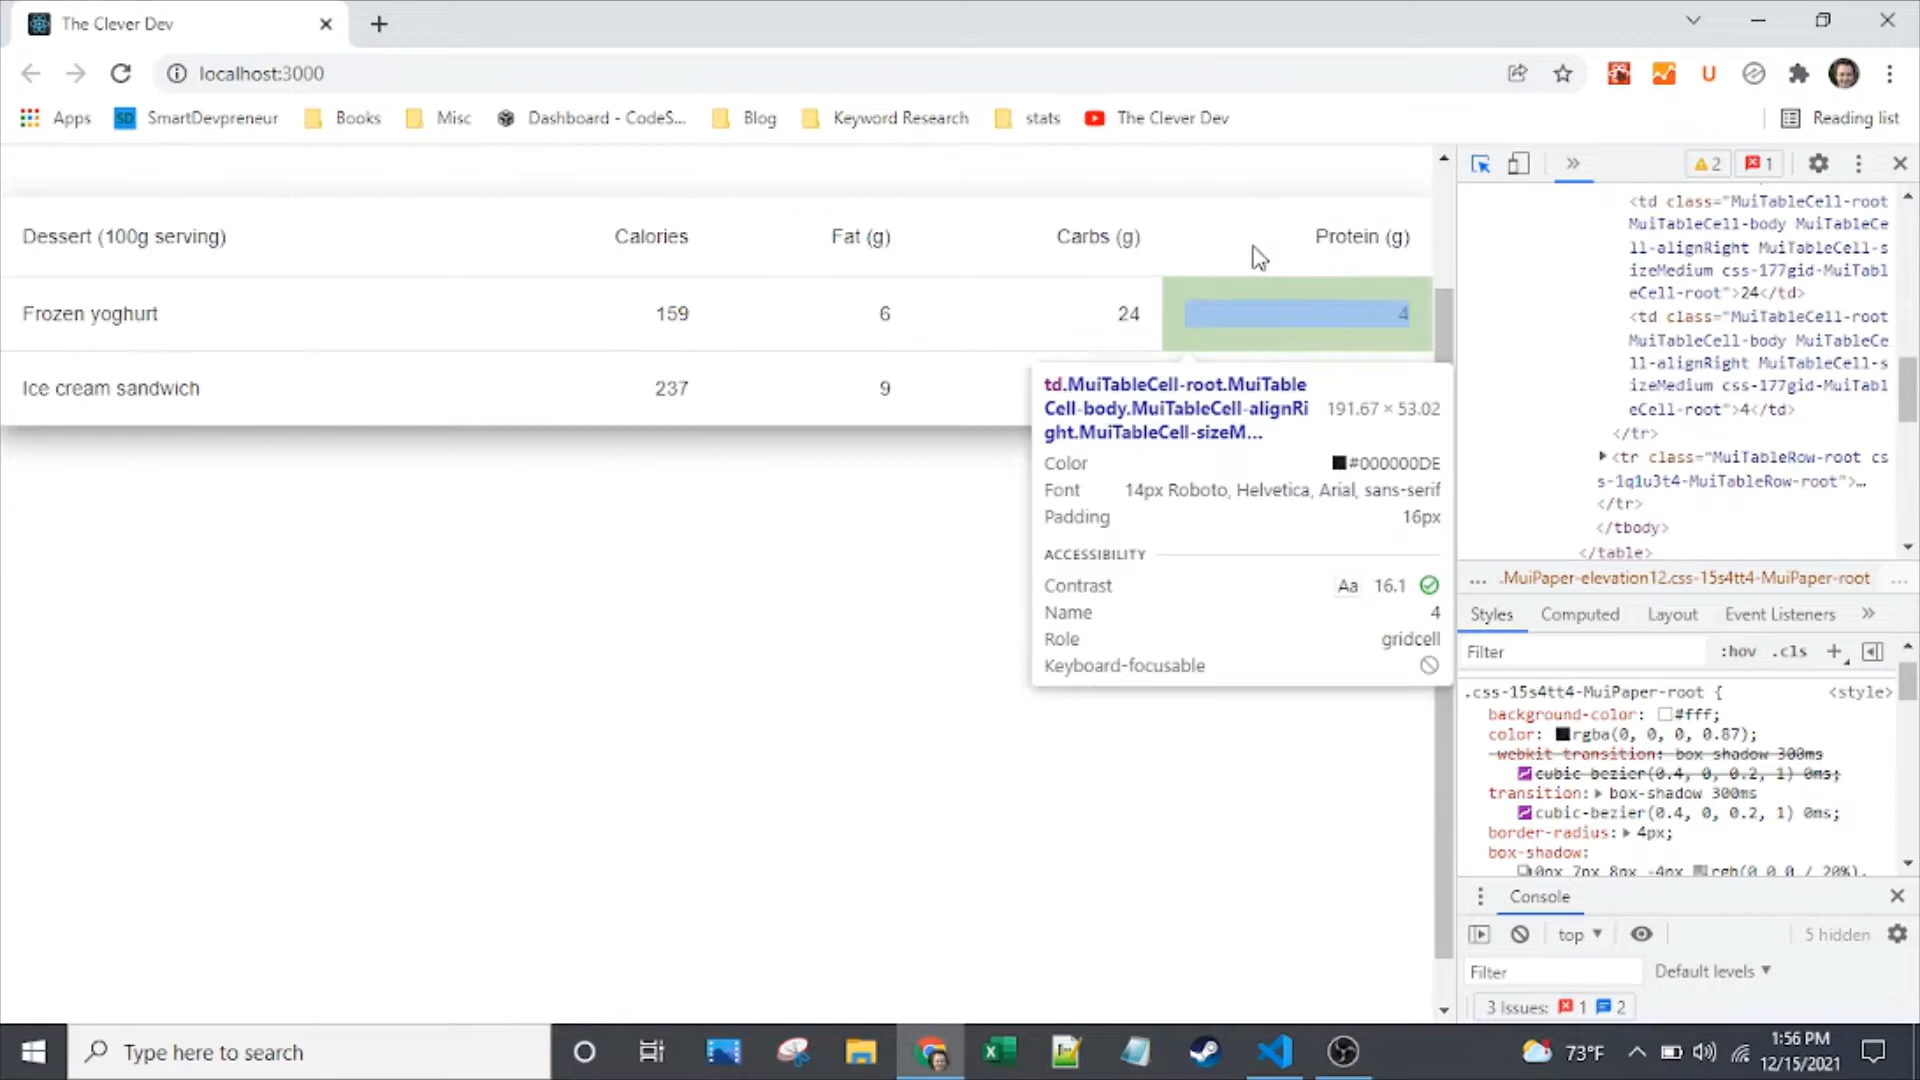 The Clever Dev
localhost:3000
Apps SmartDevpreneur Books Misc Dashboard - CodeS... Blog Keyword Research stats The Clever Dev Reading list
2 1
Dessert (100g serving) Calories Fat (g) Carbs (g) Protein (g)
Frozen yoghurt 159 6 24 4
Ice cream sandwich 237 9
td.MuiTableCell-root.MuiTable
Cell-body.MuiTableCell-alignRi
ght.MuiTableCell-sizeM... 191.67 × 53.02
Color #000000DE
Font 14px Roboto, Helvetica, Arial, sans-serif
Padding 16px
ACCESSIBILITY
Contrast Aa 16.1
Name 4
Role gridcell
Keyboard-focusable
<td class="MuiTableCell-root
MuiTableCell-body MuiTableCe
ll-alignRight MuiTableCell-s
izeMedium css-177gid-MuiTabl
eCell-root">24</td>
<td class="MuiTableCell-root
MuiTableCell-body MuiTableCe
ll-alignRight MuiTableCell-s
izeMedium css-177gid-MuiTabl
eCell-root">4</td>
</tr>
<tr class="MuiTableRow-root cs
s-1q1u3t4-MuiTableRow-root">…
</tr>
</tbody>
</table>
... .MuiPaper-elevation12.css-15s4tt4-MuiPaper-root ...
Styles Computed Layout Event Listeners
Filter :hov .cls
.css-15s4tt4-MuiPaper-root { <style>
background-color: #fff;
color: rgba(0, 0, 0, 0.87);
-webkit-transition: box-shadow 300ms
cubic-bezier(0.4, 0, 0.2, 1) 0ms;
transition: box-shadow 300ms
cubic-bezier(0.4, 0, 0.2, 1) 0ms;
border-radius: 4px;
box-shadow:
0px 7px 8px -4px rgb(0 0 0 / 20%),
Console
top 5 hidden
Filter Default levels
3 Issues: 1 2
Type here to search
73°F
1:56 PM
12/15/2021